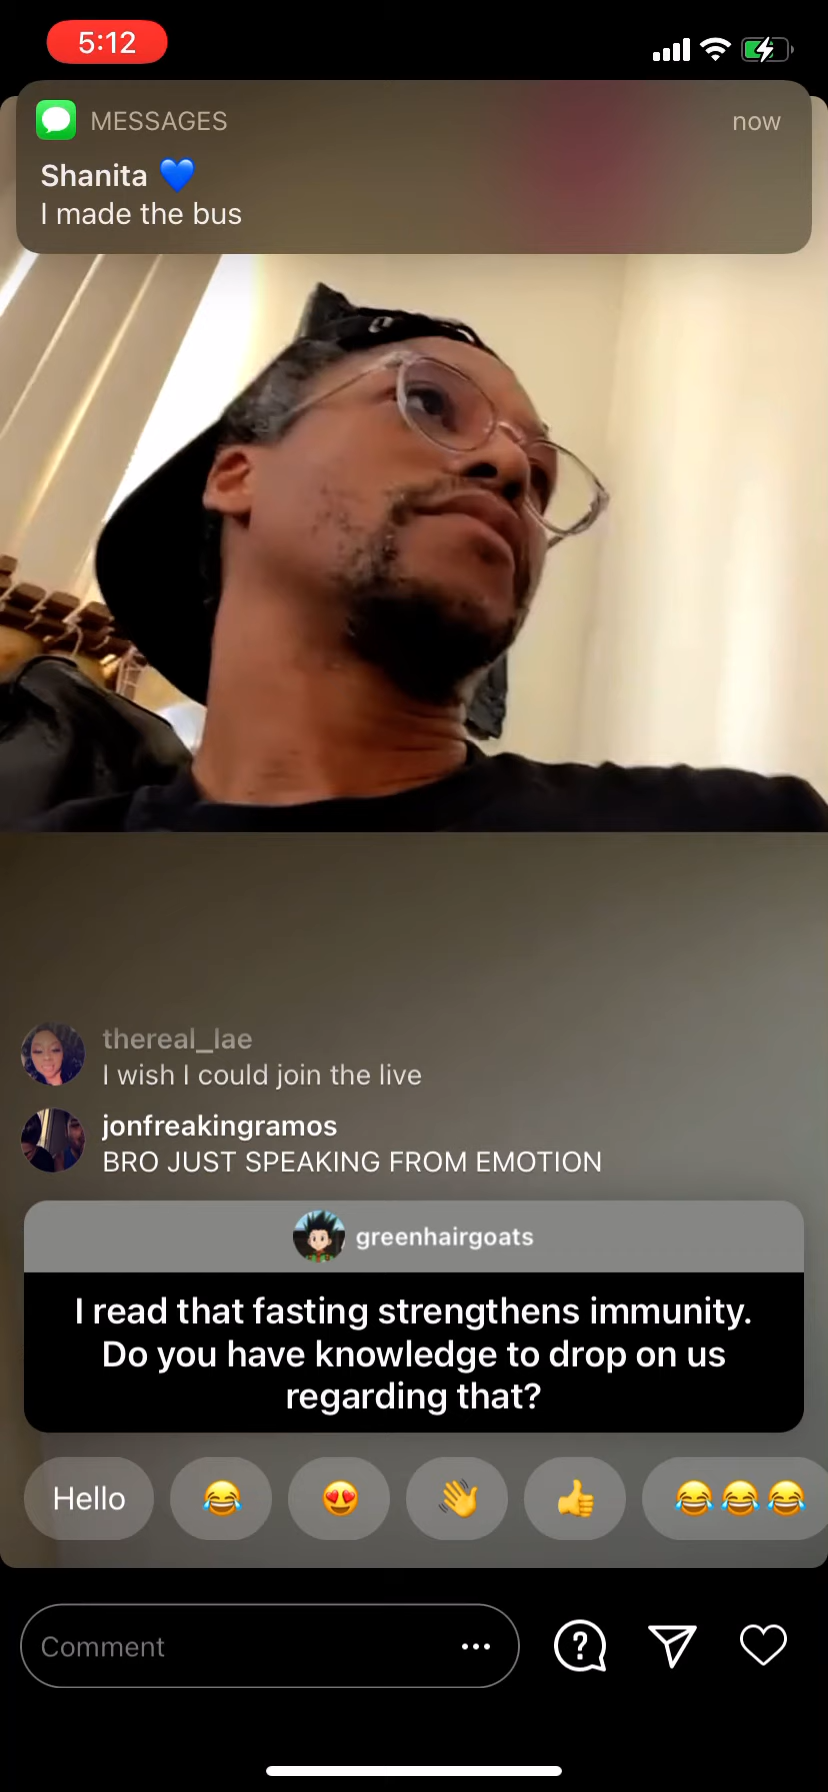 5:12
MESSAGES
now
Shanita 💙
I made the bus
thereal_lae
I wish I could join the live
jonfreakingramos
BRO JUST SPEAKING FROM EMOTION
greenhairgoats
I read that fasting strengthens immunity.
Do you have knowledge to drop on us
regarding that?
Hello 😂 😍 👋 👍 😂😂😂
Comment